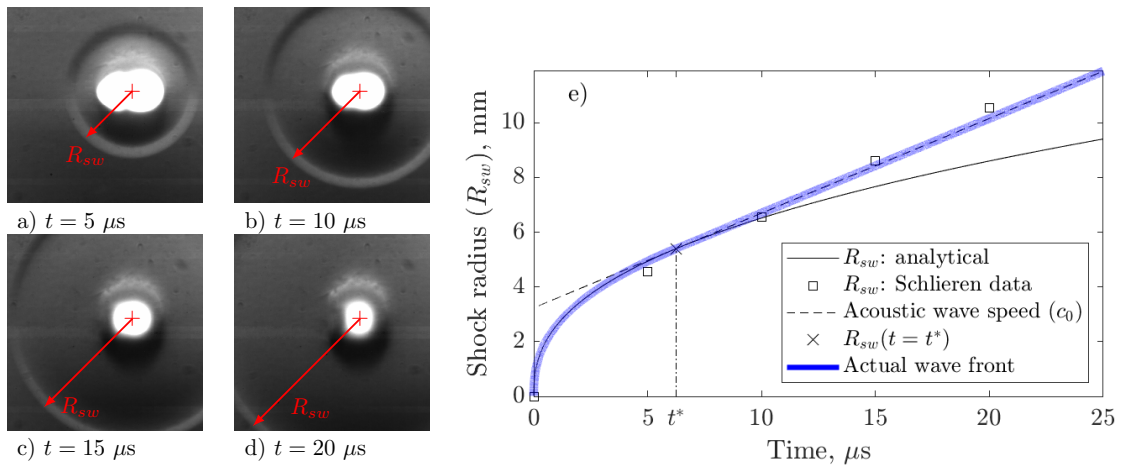 R_sw
a) t = 5 μs
R_sw
b) t = 10 μs
R_sw
c) t = 15 μs
R_sw
d) t = 20 μs
e)
Shock radius (R_sw), mm
10
8
6
4
2
0
R_sw: analytical
R_sw: Schlieren data
Acoustic wave speed (c_0)
R_sw(t = t*)
Actual wave front
0 5 t* 10 15 20 25
Time, μs